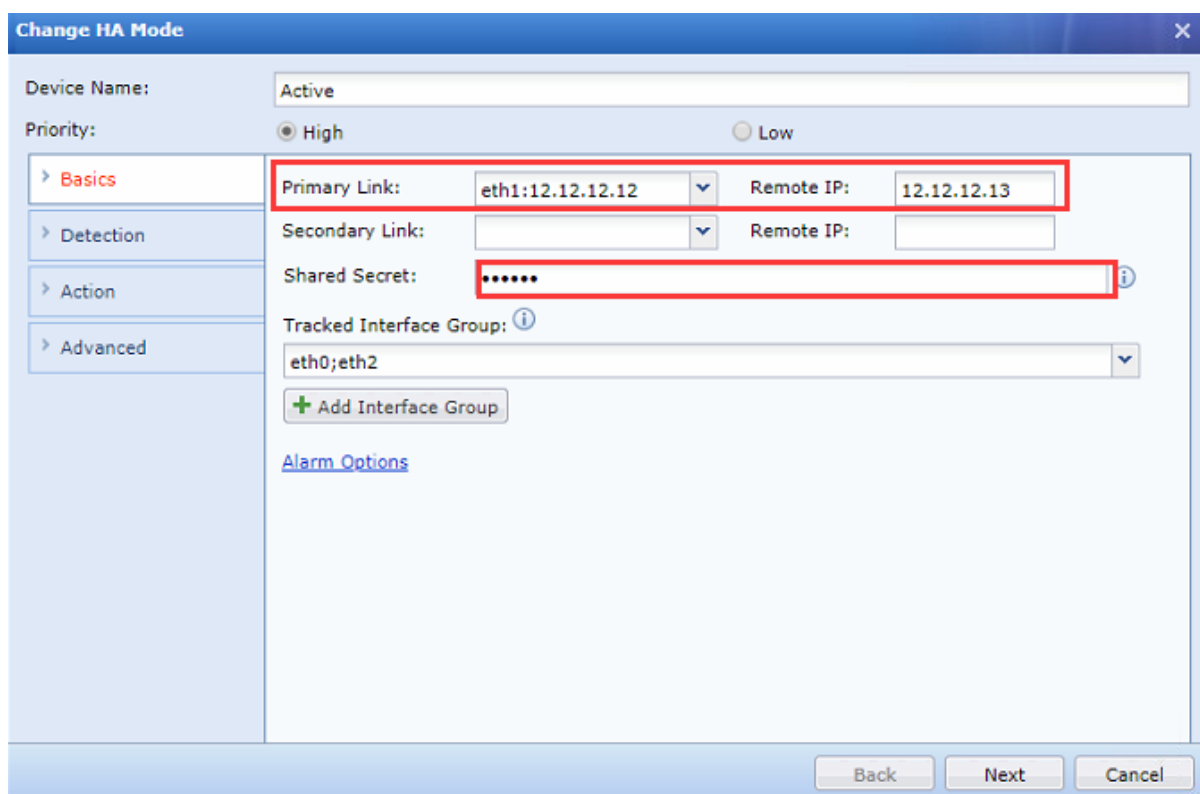 Change HA Mode
Device Name: Active
Priority: High Low
Basics
Detection
Action
Advanced
Primary Link: eth1:12.12.12.12 Remote IP: 12.12.12.13
Secondary Link: Remote IP:
Shared Secret: ••••••
Tracked Interface Group:
eth0;eth2
Add Interface Group
Alarm Options
Back Next Cancel